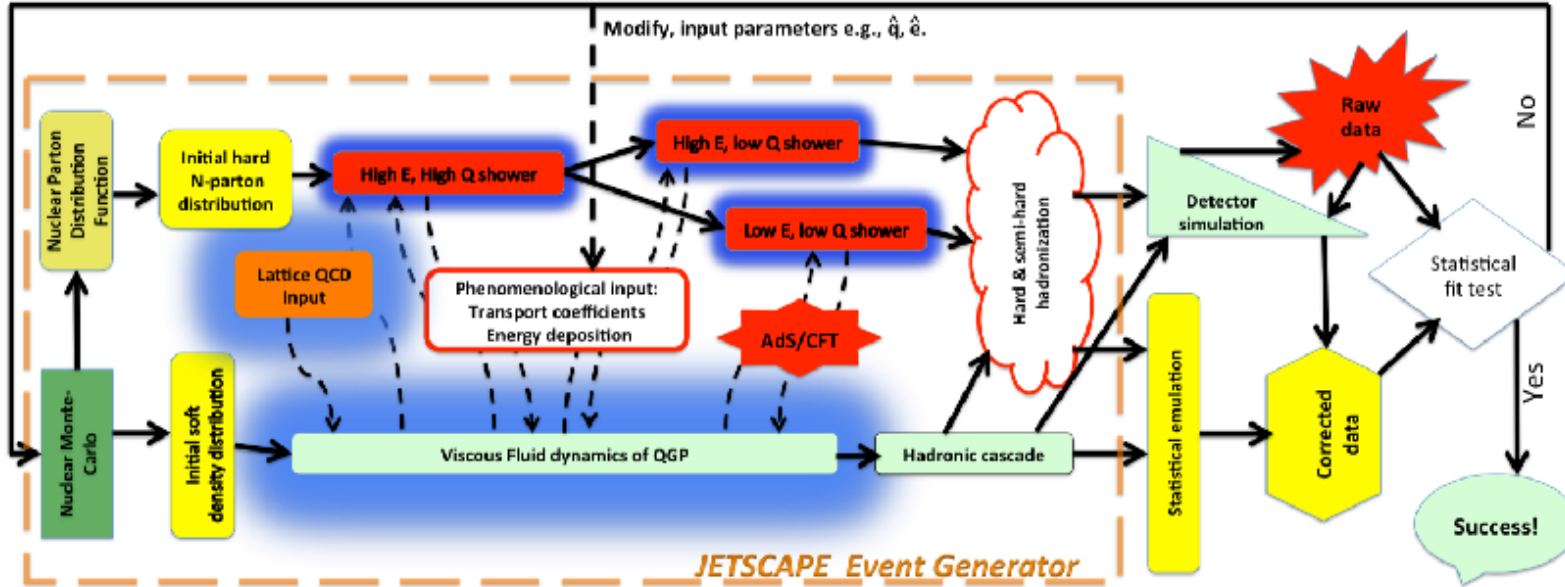 Modify, input parameters e.g., q̂, ê.
Nuclear Parton
Distribution
Function
Initial hard
N-parton
distribution
High E, High Q shower
High E, low Q shower
Low E, low Q shower
Hard & semi-hard
hadronization
Raw
data
No
Detector
simulation
Lattice QCD
Input
Phenomenological input:
Transport coefficients
Energy deposition
AdS/CFT
Statistical
fit test
Nuclear Monte-
Carlo
Initial soft
density distribution
Viscous Fluid dynamics of QGP
Hadronic cascade
Statistical emulation
Corrected
data
Yes
Success!
JETSCAPE Event Generator